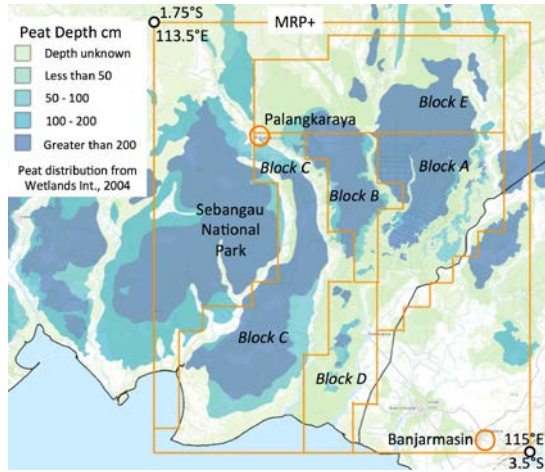 1.75°S
113.5°E
MRP+
Peat Depth cm
Depth unknown
Less than 50
50 - 100
100 - 200
Greater than 200
Peat distribution from
Wetlands Int., 2004
Block E
Palangkaraya
Block C
Block A
Block B
Sebangau
National
Park
Block C
Block D
Banjarmasin
115°E
3.5°S